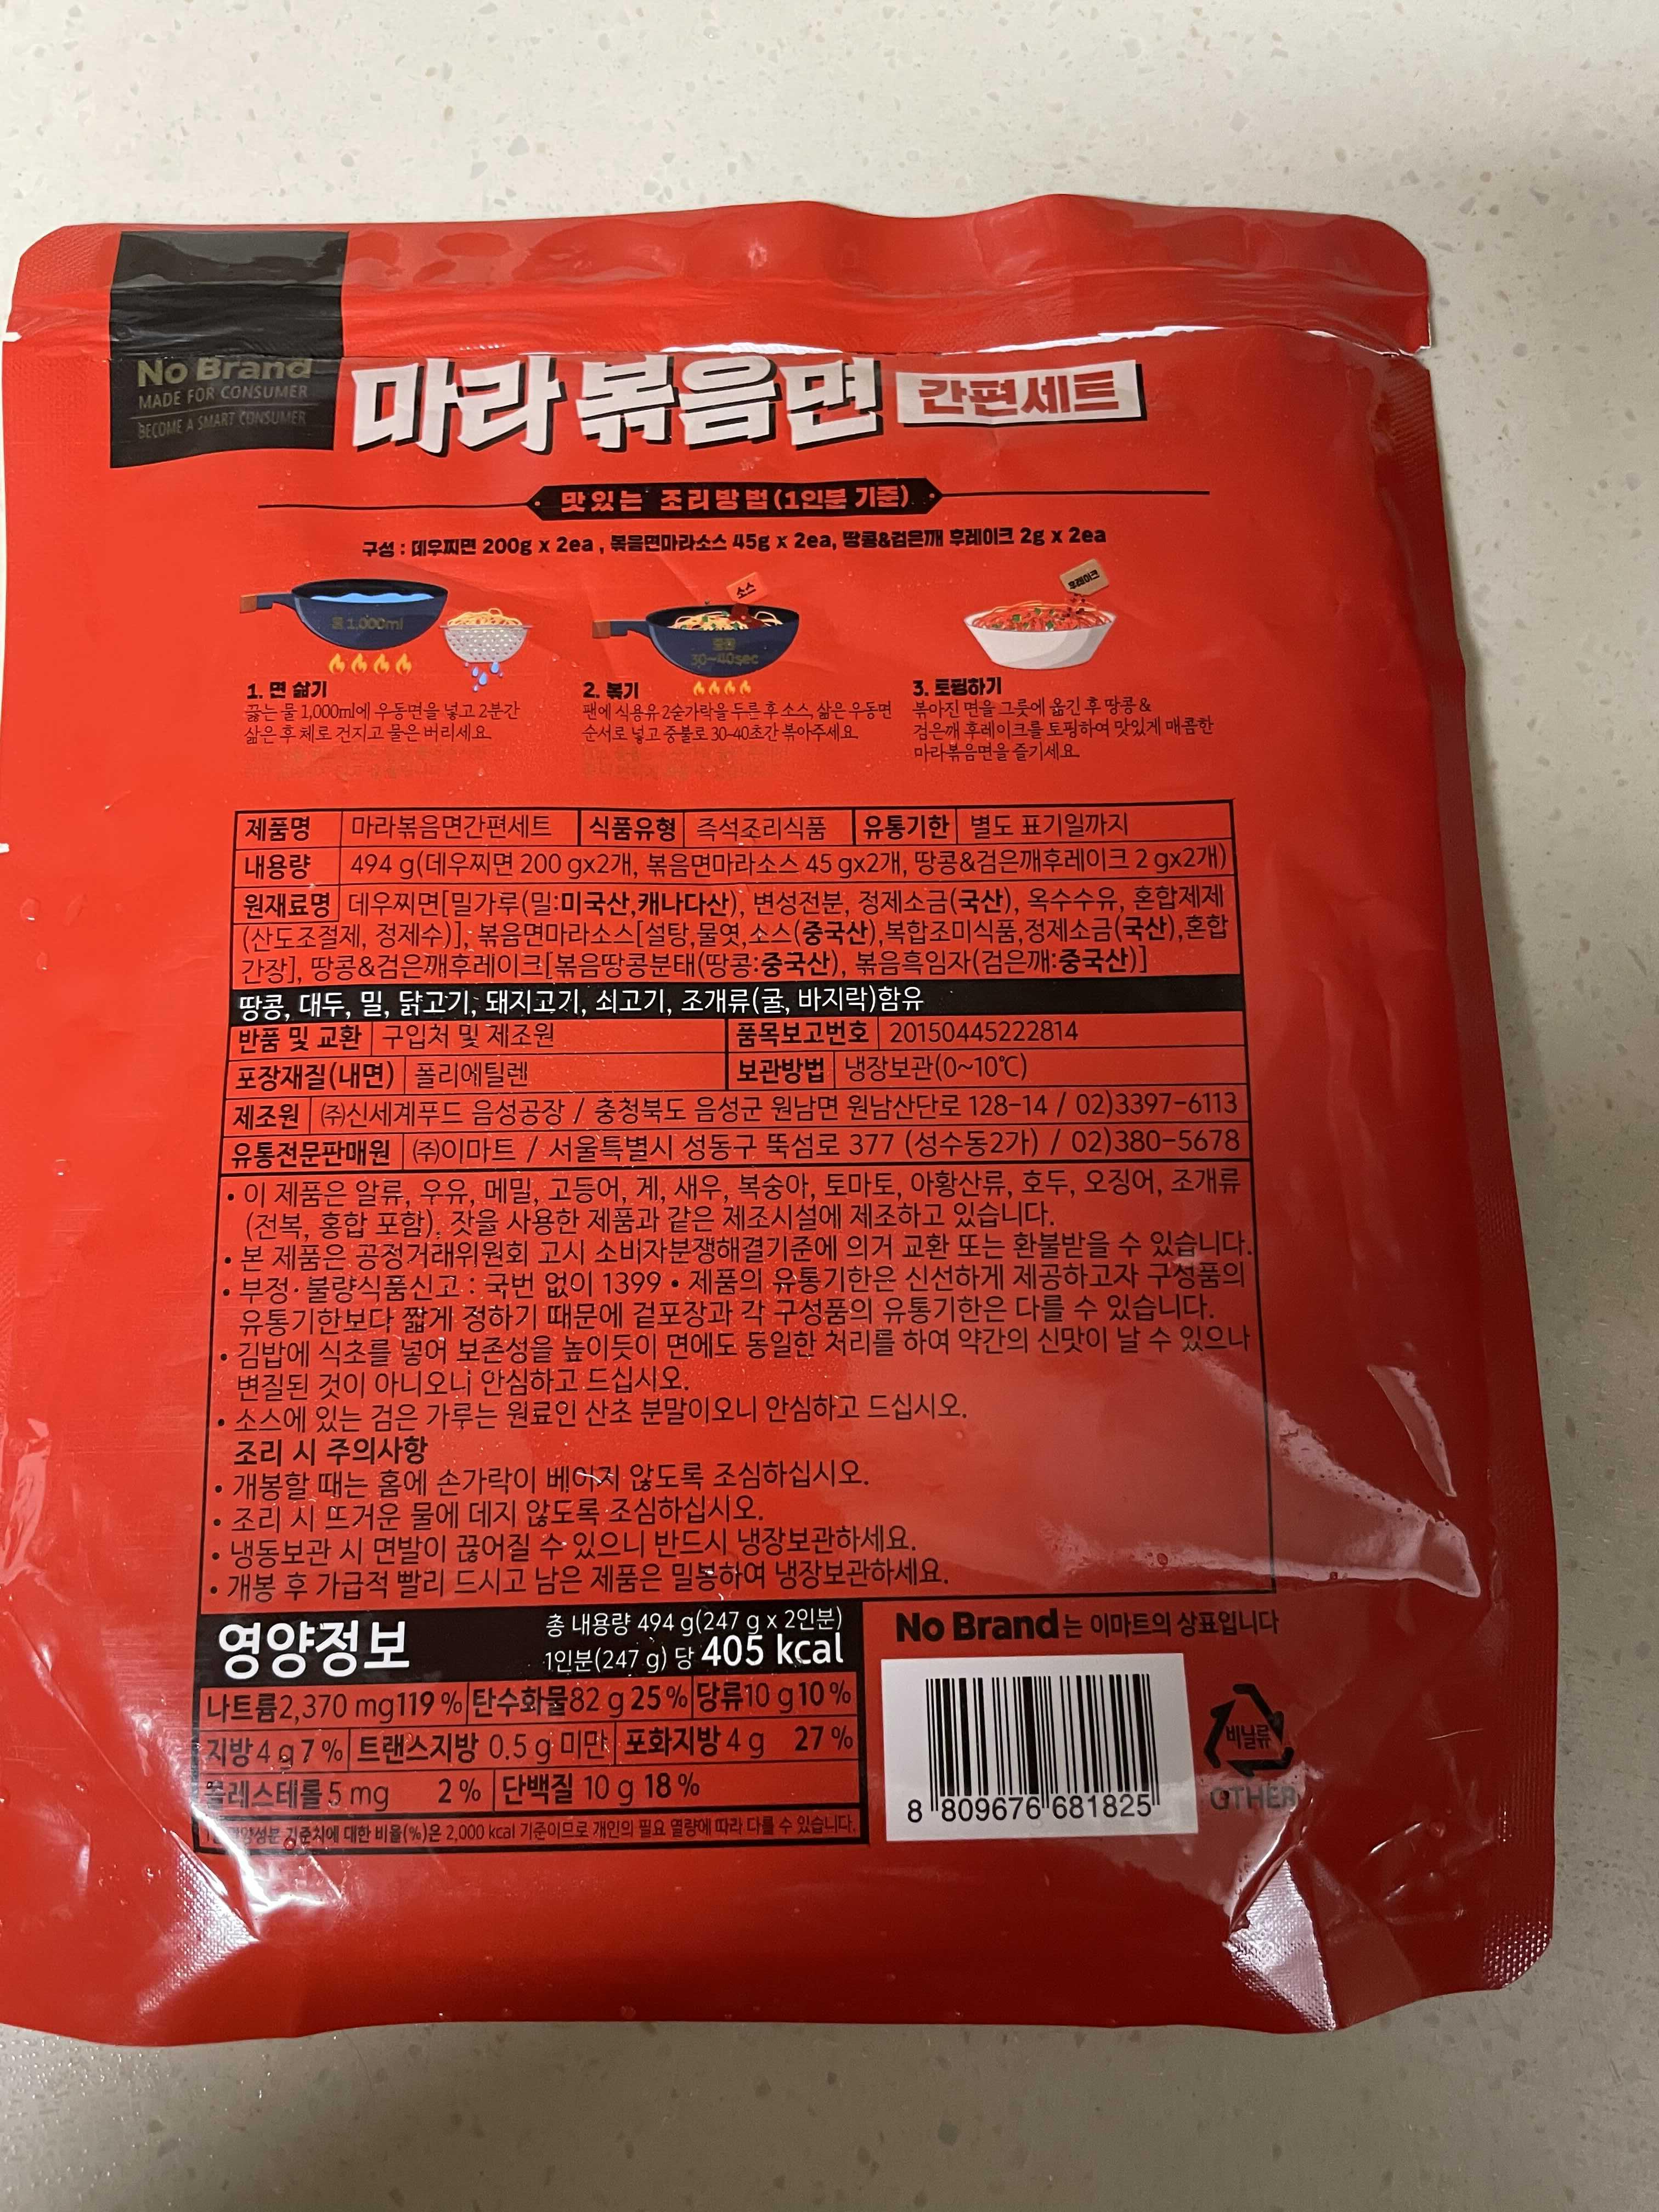 No Brand
MADE FOR CONSUMER
BECOME A SMART CONSUMER
마라볶음면 간편세트
맛있는 조리방법(1인분 기준)
구성 : 데우찌면 200g x 2ea , 볶음면마라소스 45g x 2ea, 땅콩&검은깨 후레이크 2g x 2ea
물 1,000ml
소스
중불
30~40sec
후레이크
1. 면 삶기
끓는 물 1,000ml에 우동면을 넣고 2분간
삶은 후 체로 건지고 물은 버리세요.
2. 볶기
팬에 식용유 2숟가락을 두른 후 소스, 삶은 우동면
순서로 넣고 중불로 30-40초간 볶아주세요.
3. 토핑하기
볶아진 면을 그릇에 옮긴 후 땅콩 &
검은깨 후레이크를 토핑하여 맛있게 매콤한
마라볶음면을 즐기세요.
제품명 마라볶음면간편세트 식품유형 즉석조리식품 유통기한 별도 표기일까지
내용량 494 g(데우찌면 200 gx2개, 볶음면마라소스 45 gx2개, 땅콩&검은깨후레이크 2 gx2개)
원재료명 데우찌면[밀가루(밀:미국산,캐나다산), 변성전분, 정제소금(국산), 옥수수유, 혼합제제
(산도조절제, 정제수)], 볶음면마라소스[설탕,물엿,소스(중국산),복합조미식품,정제소금(국산),혼합
간장], 땅콩&검은깨후레이크[볶음땅콩분태(땅콩:중국산), 볶음흑임자(검은깨:중국산)]
땅콩, 대두, 밀, 닭고기, 돼지고기, 쇠고기, 조개류(굴, 바지락)함유
반품 및 교환 구입처 및 제조원 품목보고번호 20150445222814
포장재질(내면) 폴리에틸렌 보관방법 냉장보관(0~10℃)
제조원 ㈜신세계푸드 음성공장 / 충청북도 음성군 원남면 원남산단로 128-14 / 02)3397-6113
유통전문판매원 ㈜이마트 / 서울특별시 성동구 뚝섬로 377 (성수동2가) / 02)380-5678
• 이 제품은 알류, 우유, 메밀, 고등어, 게, 새우, 복숭아, 토마토, 아황산류, 호두, 오징어, 조개류
(전복, 홍합 포함), 잣을 사용한 제품과 같은 제조시설에 제조하고 있습니다.
• 본 제품은 공정거래위원회 고시 소비자분쟁해결기준에 의거 교환 또는 환불받을 수 있습니다.
• 부정·불량식품신고 : 국번 없이 1399 • 제품의 유통기한은 신선하게 제공하고자 구성품의
유통기한보다 짧게 정하기 때문에 겉포장과 각 구성품의 유통기한은 다를 수 있습니다.
• 김밥에 식초를 넣어 보존성을 높이듯이 면에도 동일한 처리를 하여 약간의 신맛이 날 수 있으나
변질된 것이 아니오니 안심하고 드십시오.
• 소스에 있는 검은 가루는 원료인 산초 분말이오니 안심하고 드십시오.
조리 시 주의사항
• 개봉할 때는 홈에 손가락이 베이지 않도록 조심하십시오.
• 조리 시 뜨거운 물에 데지 않도록 조심하십시오.
• 냉동보관 시 면발이 끊어질 수 있으니 반드시 냉장보관하세요.
• 개봉 후 가급적 빨리 드시고 남은 제품은 밀봉하여 냉장보관하세요.
영양정보
총 내용량 494 g(247 g x 2인분)
1인분(247 g) 당 405 kcal
나트륨2,370 mg119 % 탄수화물82 g 25 % 당류10 g10 %
지방4 g 7 % 트랜스지방 0.5 g 미만 포화지방 4 g 27 %
콜레스테롤 5 mg 2 % 단백질 10 g 18 %
1일 영양성분 기준치에 대한 비율(%)은 2,000 kcal 기준이므로 개인의 필요 열량에 따라 다를 수 있습니다.
No Brand는 이마트의 상표입니다
8 809676 681825
비닐류
OTHER